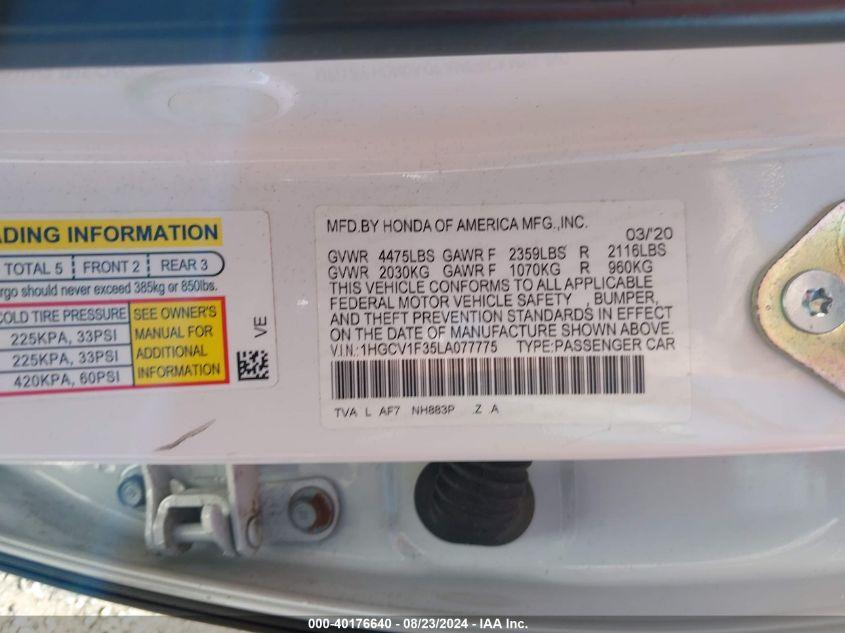 ADING INFORMATION
TOTAL 5 FRONT 2 REAR 3
rgo should never exceed 385kg or 850lbs.
COLD TIRE PRESSURE
225KPA, 33PSI
225KPA, 33PSI
420KPA, 60PSI
SEE OWNER'S
MANUAL FOR
ADDITIONAL
INFORMATION
VE
MFD.BY HONDA OF AMERICA MFG.,INC.
03/'20
GVWR 4475LBS GAWR F 2359LBS R 2116LBS
GVWR 2030KG GAWR F 1070KG R 960KG
THIS VEHICLE CONFORMS TO ALL APPLICABLE
FEDERAL MOTOR VEHICLE SAFETY , BUMPER,
AND THEFT PREVENTION STANDARDS IN EFFECT
ON THE DATE OF MANUFACTURE SHOWN ABOVE.
V.I.N.:1HGCV1F35LA077775 TYPE:PASSENGER CAR
TVA L AF7 NH883P .Z A
000-40176640 - 08/23/2024 - IAA Inc.